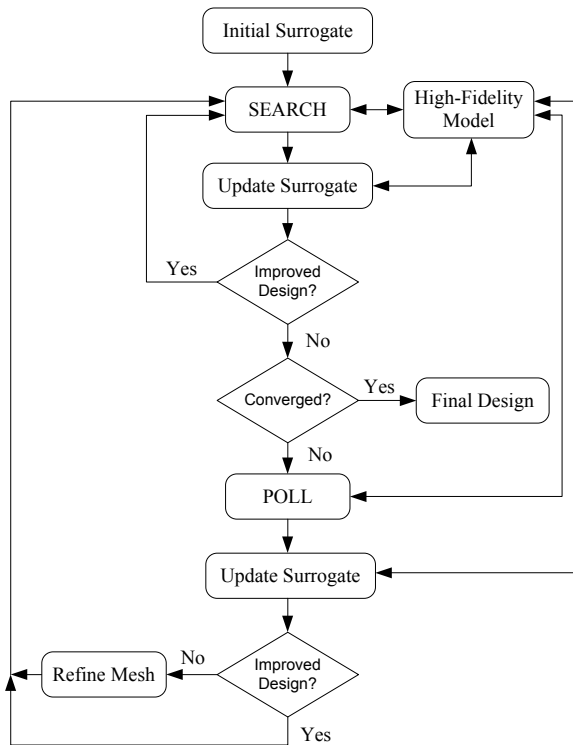 Initial Surrogate
SEARCH
High-Fidelity
Model
Update Surrogate
Yes
Improved
Design?
No
Converged?
Yes
Final Design
No
POLL
Update Surrogate
Refine Mesh
No
Improved
Design?
Yes